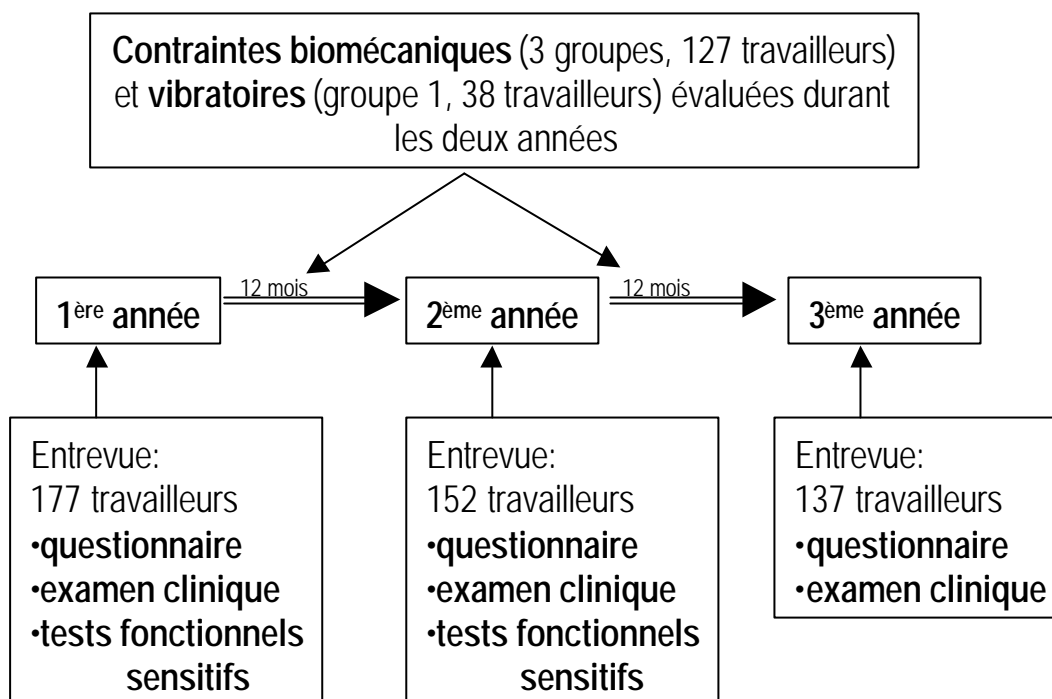 Contraintes biomécaniques (3 groupes, 127 travailleurs)
et vibratoires (groupe 1, 38 travailleurs) évaluées durant
les deux années
12 mois
12 mois
1ère année
2ème année
3ème année
Entrevue:
177 travailleurs
•questionnaire
•examen clinique
•tests fonctionnels
sensitifs
Entrevue:
152 travailleurs
•questionnaire
•examen clinique
•tests fonctionnels
sensitifs
Entrevue:
137 travailleurs
•questionnaire
•examen clinique